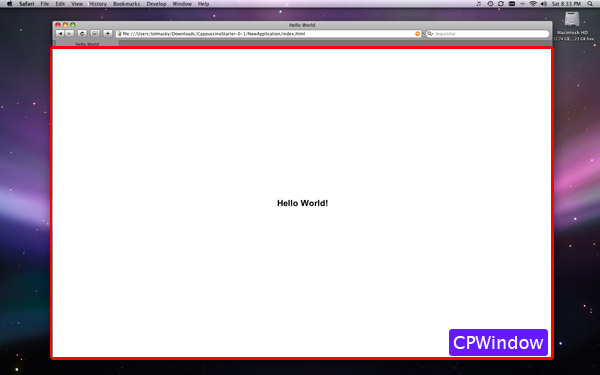 Safari File Edit View History Bookmarks Develop Window Help
Sat 8:33 PM
Hello World
file:///Users/tolmasky/Downloads/CappuccinoStarter-0-1/NewApplication/index.html
Inquisitor
Hello World
Macintosh HD
Hello World!
CPWindow